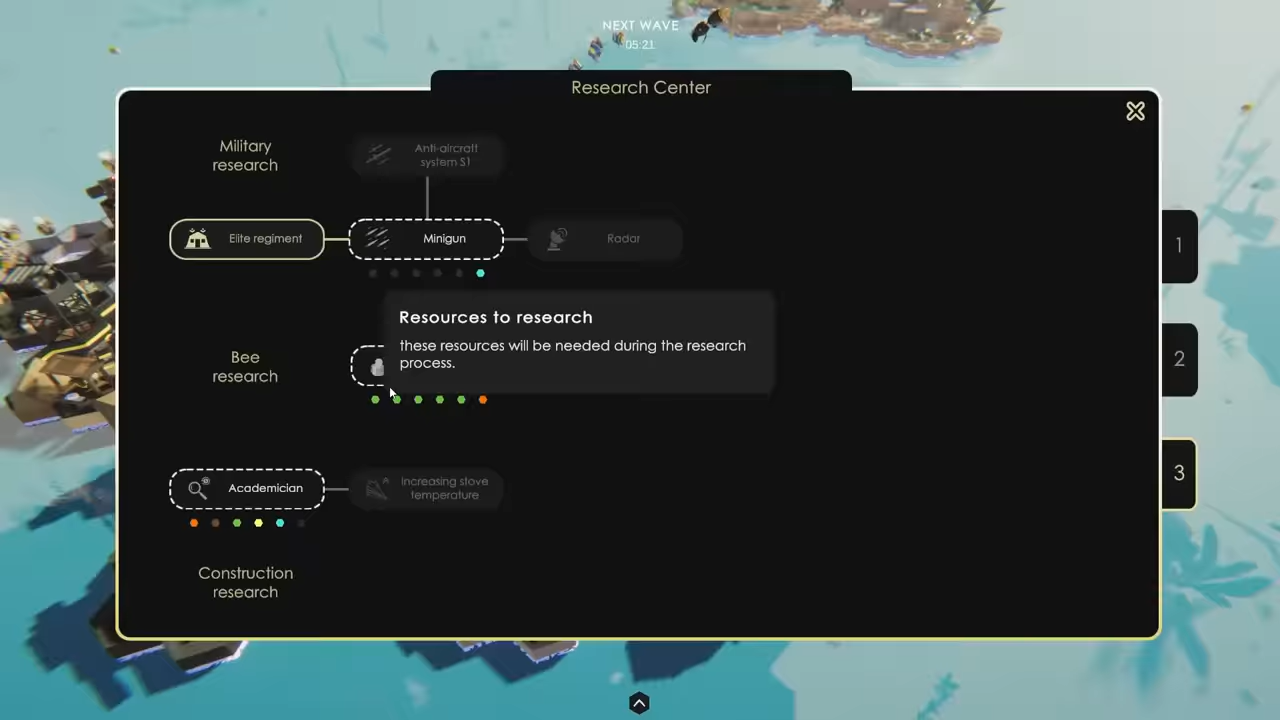 NEXT WAVE
05:21
Research Center
Military
research
Anti-aircraft
system S1
Elite regiment
Minigun
Radar
1
Resources to research
these resources will be needed during the research
process.
Bee
research
2
Academician
Increasing stove
temperature
3
Construction
research